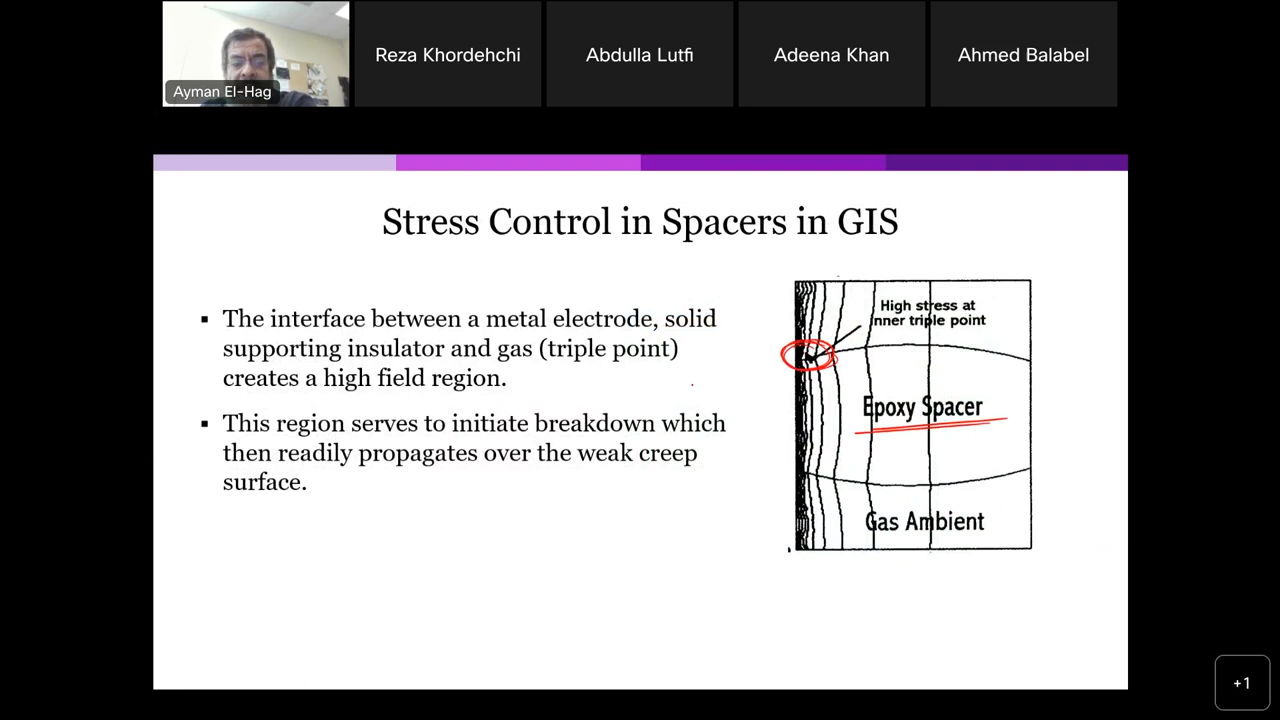 Ayman El-Hag
Reza Khordehchi
Abdulla Lutfi
Adeena Khan
Ahmed Balabel
Stress Control in Spacers in GIS
▪ The interface between a metal electrode, solid
supporting insulator and gas (triple point)
creates a high field region.
▪ This region serves to initiate breakdown which
then readily propagates over the weak creep
surface.
High stress at
inner triple point
Epoxy Spacer
Gas Ambient
+1